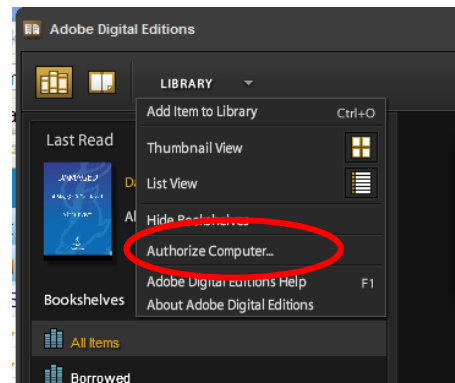 Adobe Digital Editions
LIBRARY
Add Item to Library Ctrl+O
Last Read
Thumbnail View
DAMAGED
List View
Hide Bookshelves
Authorize Computer...
Adobe Digital Editions Help F1
Bookshelves
About Adobe Digital Editions
All Items
Borrowed